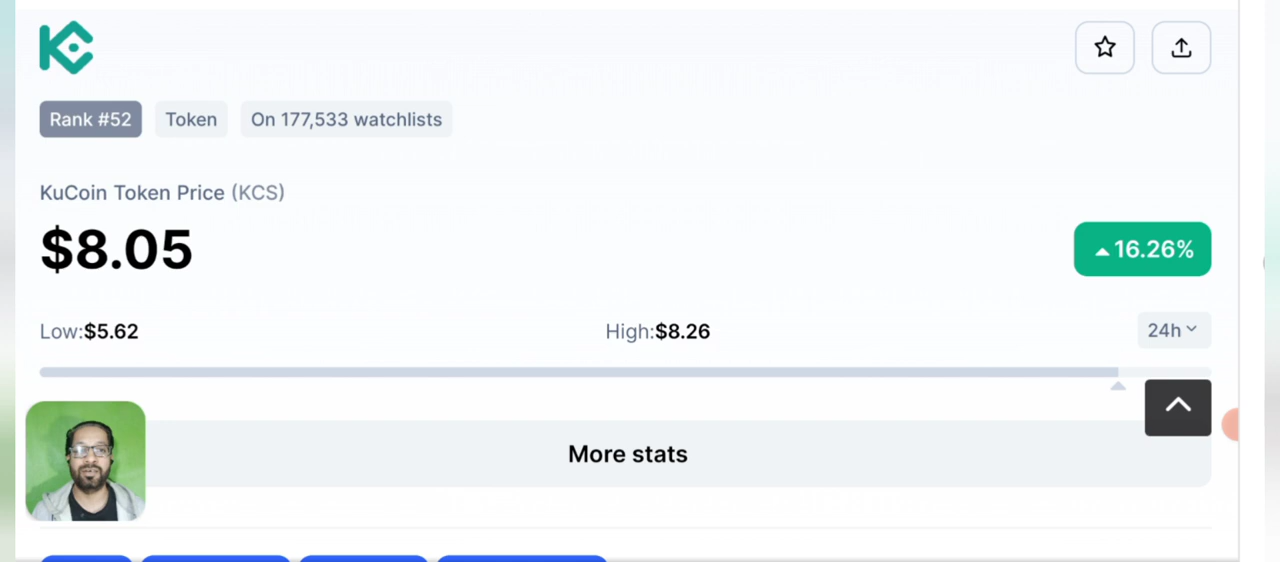 Rank #52 Token On 177,533 watchlists
KuCoin Token Price (KCS)
$8.05 16.26%
Low:$5.62 High:$8.26 24h
More stats